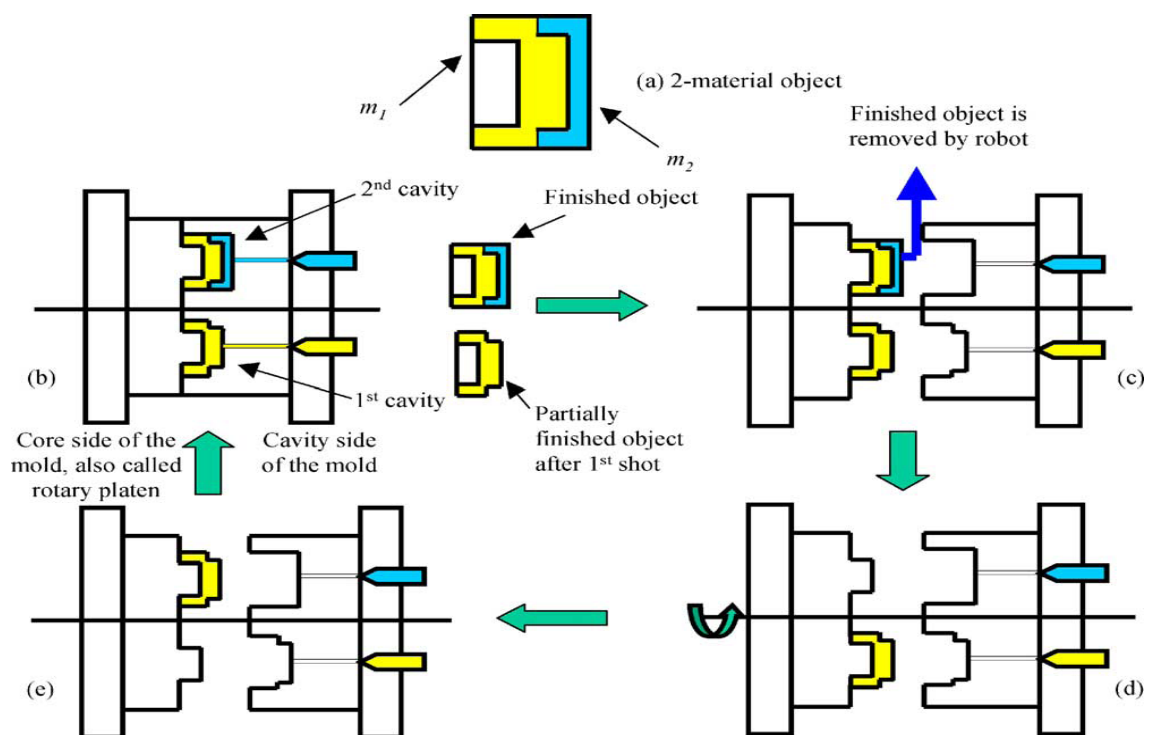 (a) 2-material object
m1
m2
Finished object is
removed by robot
2nd cavity
Finished object
(b)
1st cavity
Partially
finished object
after 1st shot
(c)
Core side of the
mold, also called
rotary platen
Cavity side
of the mold
(e)
(d)